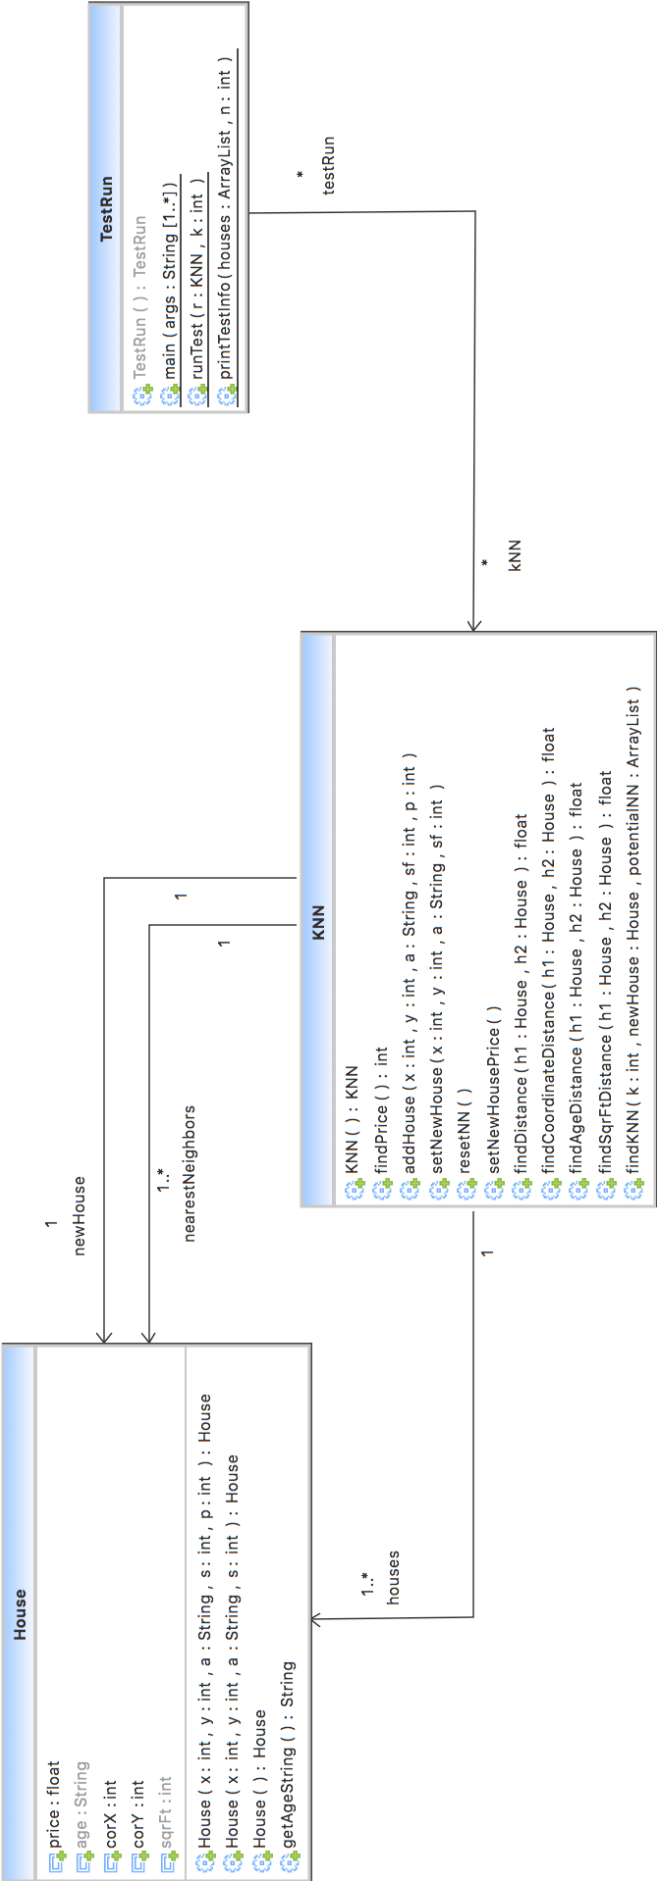 House
price : float
age : String
corX : int
corY : int
sqrFt : int
House ( x : int , y : int , a : String , s : int , p : int ) : House
House ( x : int , y : int , a : String , s : int ) : House
House ( ) : House
getAgeString ( ) : String
1
newHouse
1..*
nearestNeighbors
1
1
1..*
houses
1
KNN
KNN ( ) : KNN
findPrice ( ) : int
addHouse ( x : int , y : int , a : String , sf : int , p : int )
setNewHouse ( x : int , y : int , a : String , sf : int )
resetNN ( )
setNewHousePrice ( )
findDistance ( h1 : House , h2 : House ) : float
findCoordinateDistance ( h1 : House , h2 : House ) : float
findAgeDistance ( h1 : House , h2 : House ) : float
findSqrFtDistance ( h1 : House , h2 : House ) : float
findKNN ( k : int , newHouse : House , potentialNN : ArrayList )
*
kNN
*
testRun
TestRun
TestRun ( ) : TestRun
main ( args : String [1..*] )
runTest ( r : KNN , k : int )
printTestInfo ( houses : ArrayList , n : int )